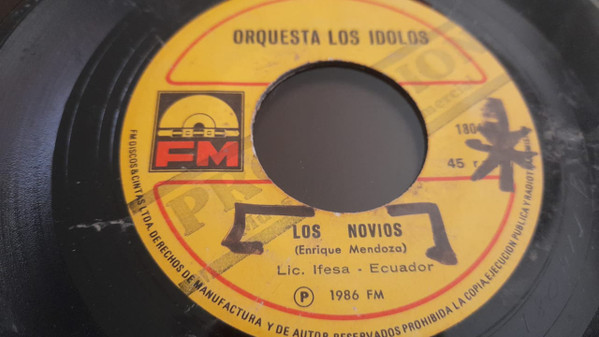 ORQUESTA LOS IDOLOS
FM
45
LOS NOVIOS
(Enrique Mendoza)
Lic. Ifesa - Ecuador
P 1986 FM
FM DISCOS & CINTAS LTDA. DERECHOS DE MANUFACTURA Y DE AUTOR RESERVADOS PROHIBIDA LA COPIA, EJECUCION PUBLICA Y